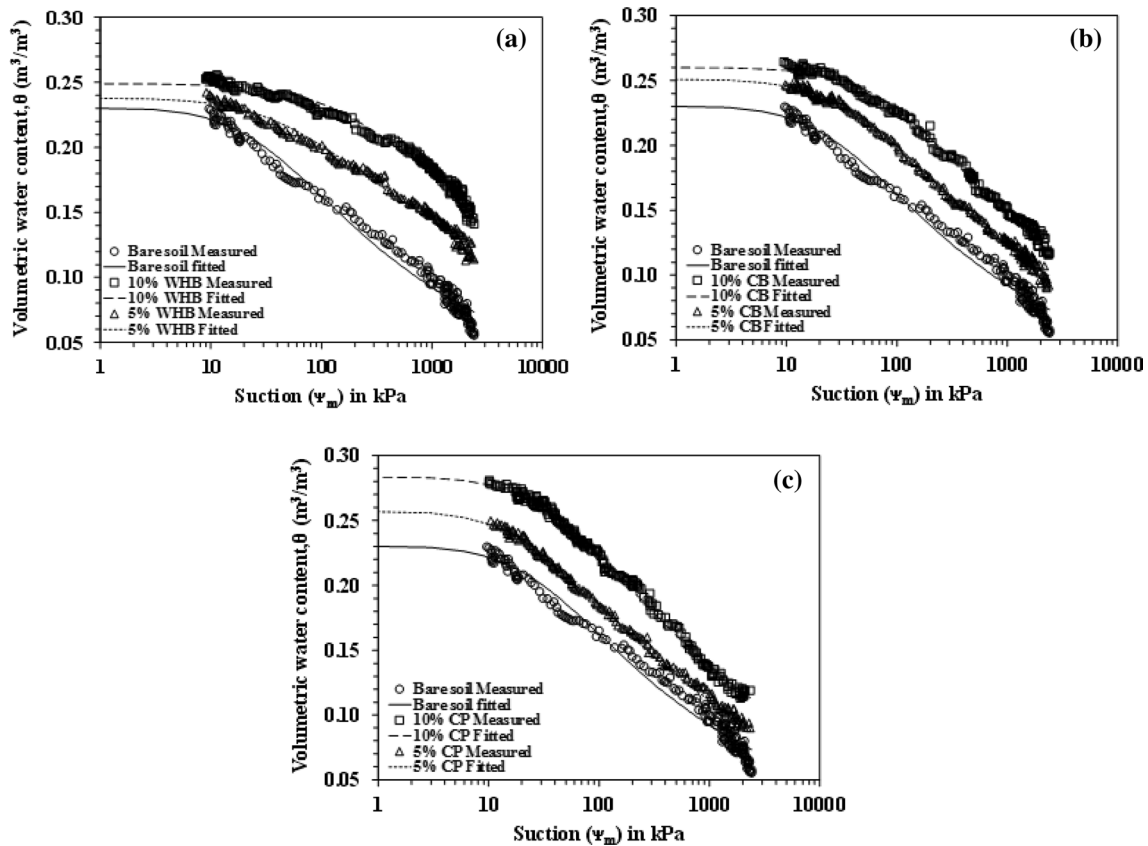 (a)
Volumetric water content,θ (m³/m³)
0.30
0.25
0.20
0.15
0.10
0.05
Bare soil Measured
Bare soil fitted
10% WHB Measured
10% WHB Fitted
5% WHB Measured
5% WHB Fitted
1 10 100 1000 10000
Suction (Ψm) in kPa
(b)
Volumetric water content,θ (m³/m³)
0.30
0.25
0.20
0.15
0.10
0.05
Bare soil Measured
Bare soil fitted
10% CB Measured
10% CB Fitted
5% CB Measured
5% CB Fitted
1 10 100 1000 10000
Suction (Ψm) in kPa
(c)
Volumetric water content,θ (m³/m³)
0.30
0.25
0.20
0.15
0.10
0.05
Bare soil Measured
Bare soil fitted
10% CP Measured
10% CP Fitted
5% CP Measured
5% CP Fitted
1 10 100 1000 10000
Suction (Ψm) in kPa